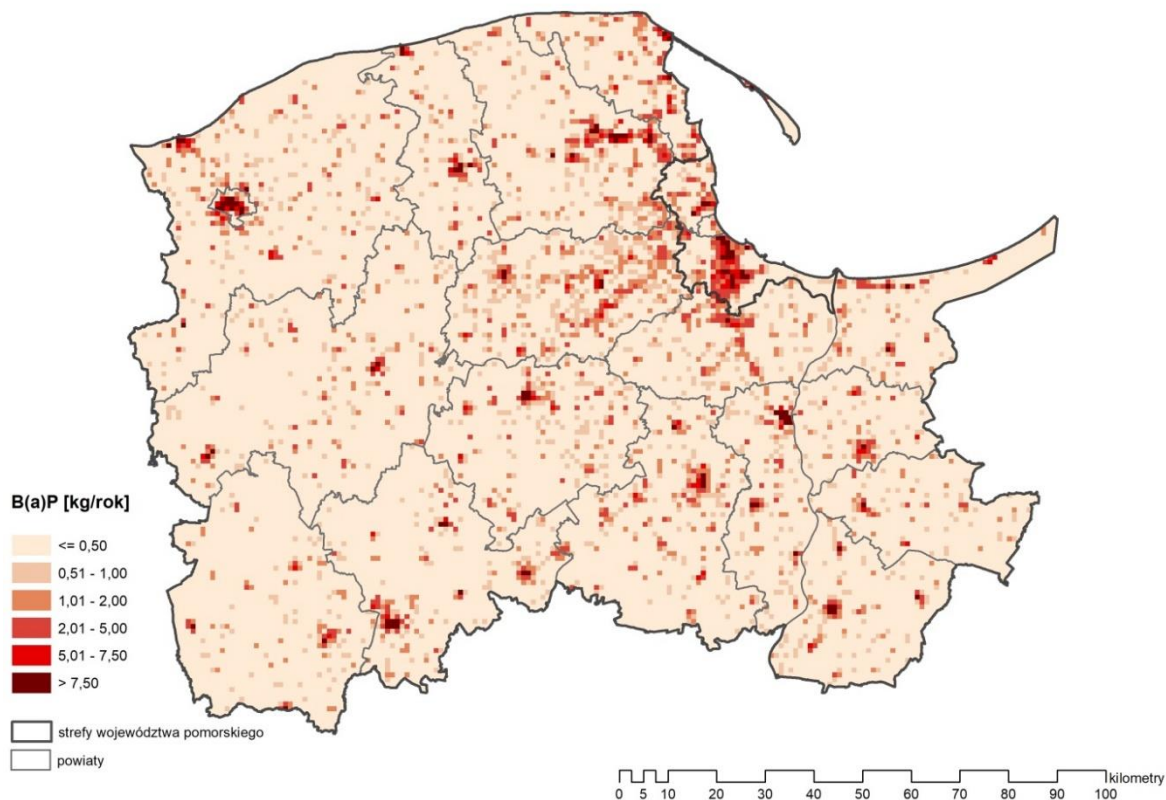 B(a)P [kg/rok]
<= 0,50
0,51 - 1,00
1,01 - 2,00
2,01 - 5,00
5,01 - 7,50
> 7,50
strefy województwa pomorskiego
powiaty
kilometry
0 5 10 20 30 40 50 60 70 80 90 100